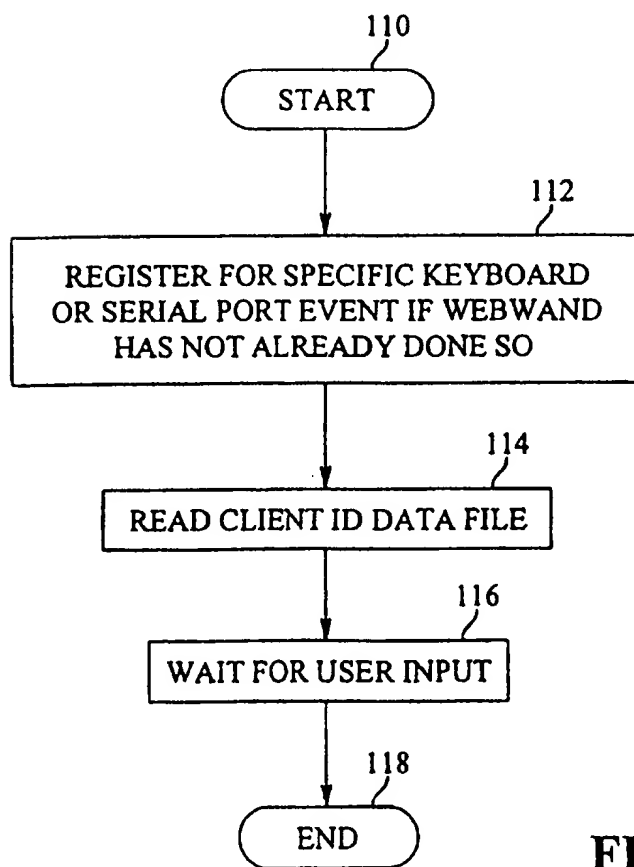 110
START
112
REGISTER FOR SPECIFIC KEYBOARD
OR SERIAL PORT EVENT IF WEBWAND
HAS NOT ALREADY DONE SO
114
READ CLIENT ID DATA FILE
116
WAIT FOR USER INPUT
118
END